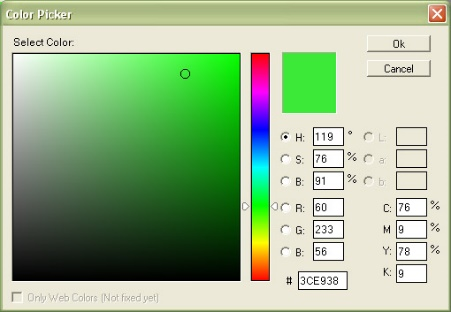 Color Picker
Select Color:
Ok
Cancel
H: 119 ° L:
S: 76 % a:
B: 91 % b:
R: 60 C: 76 %
G: 233 M 9 %
B: 56 Y: 78 %
K: 9
# 3CE938
Only Web Colors (Not fixed yet)